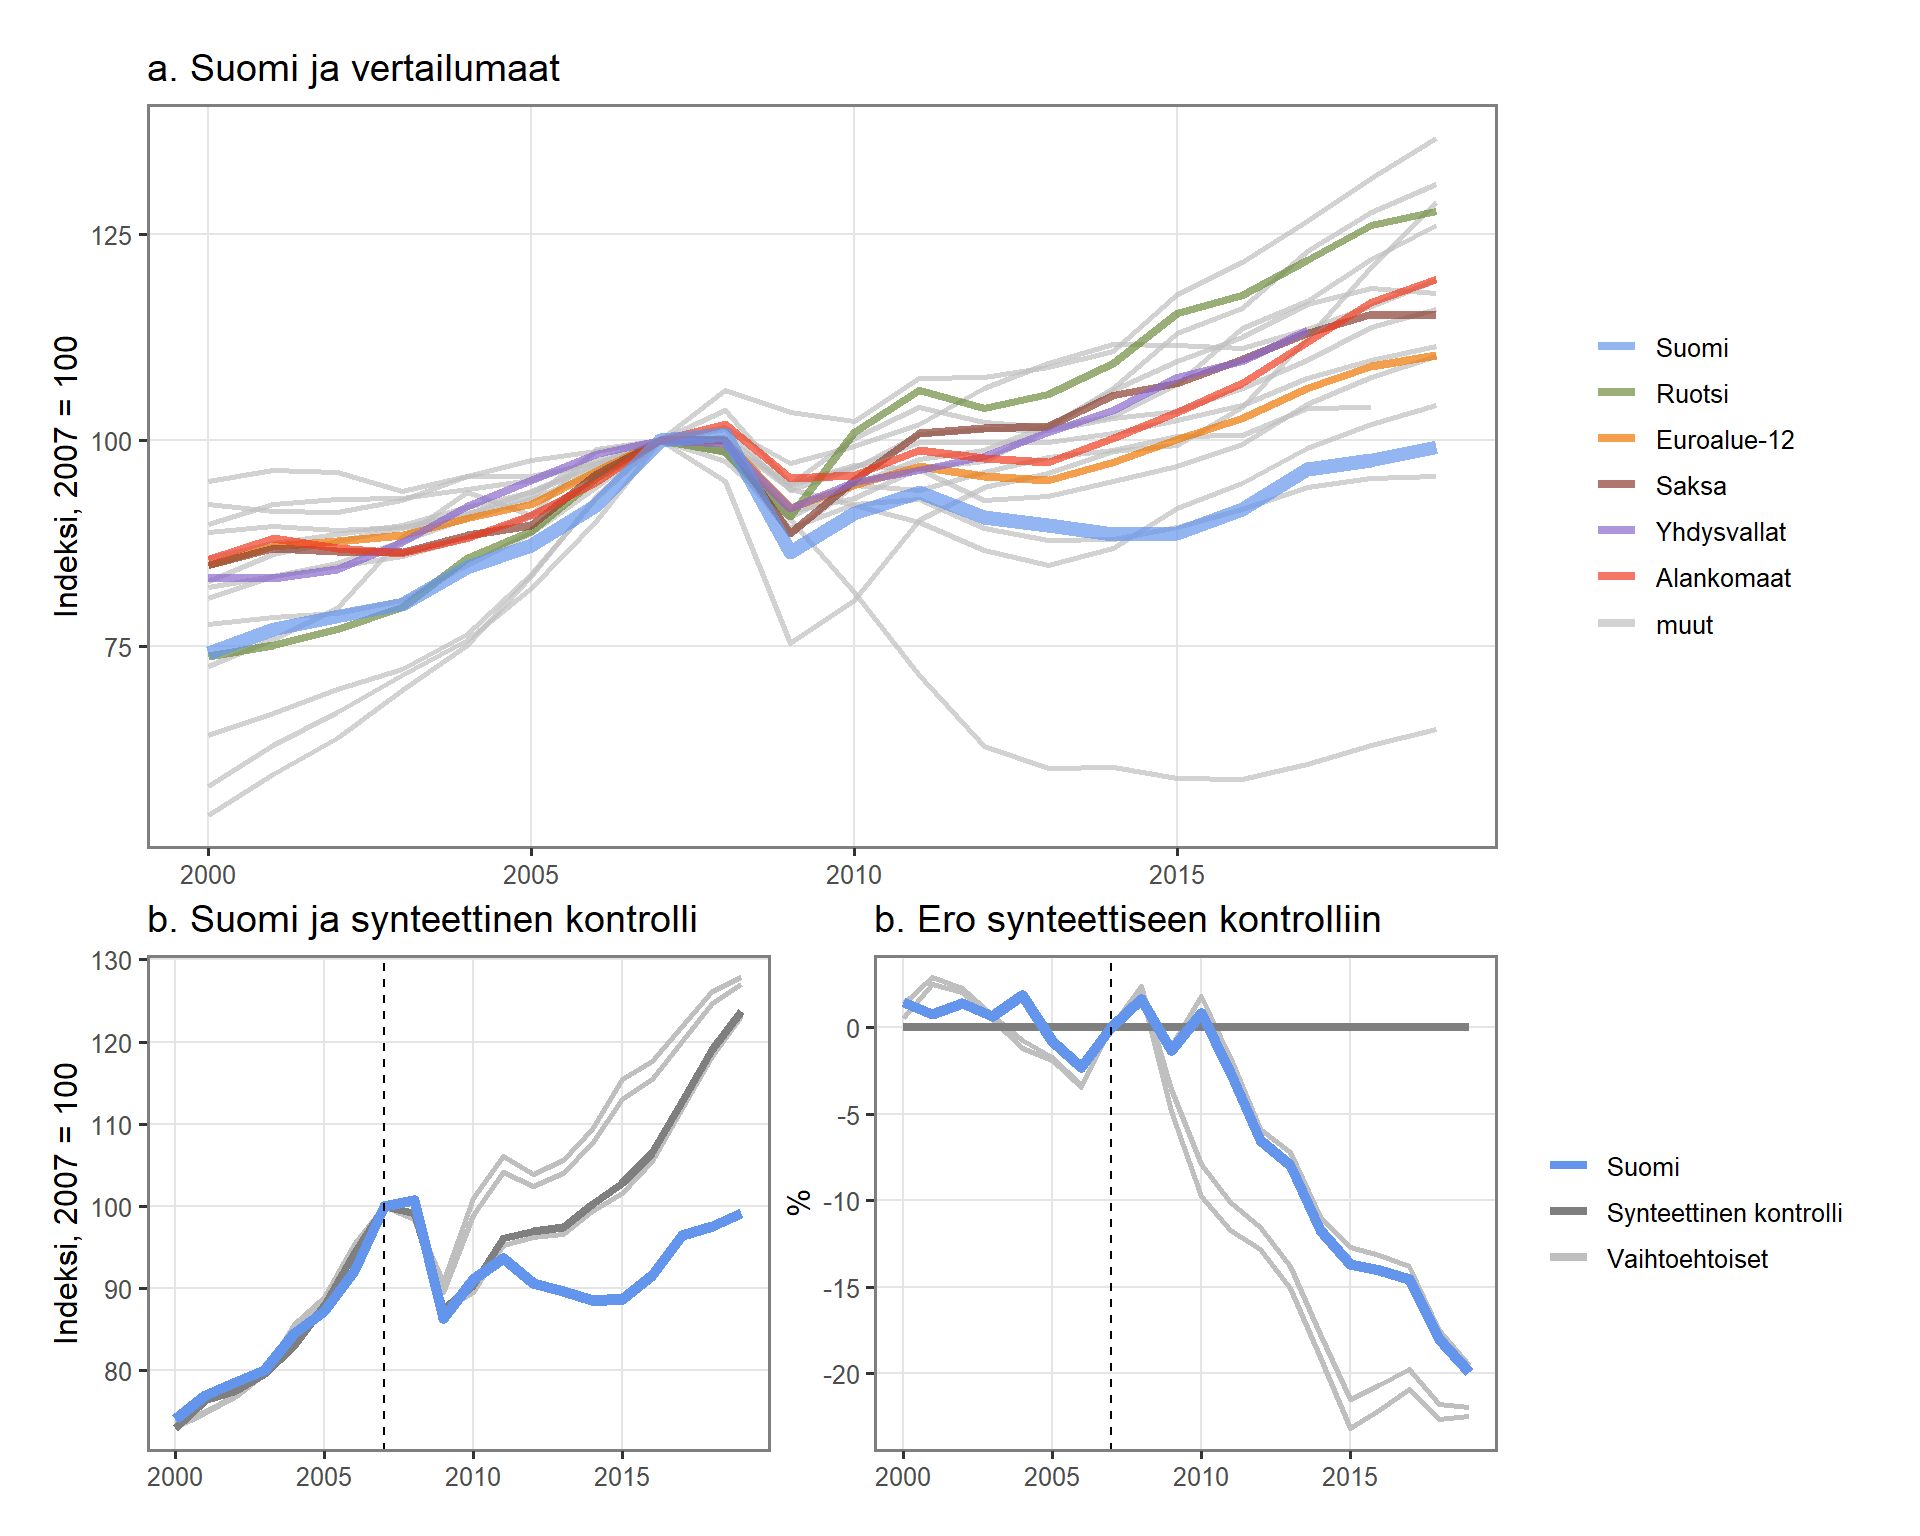 a. Suomi ja vertailumaat
Indeksi, 2007 = 100
125
100
75
2000 2005 2010 2015
Suomi
Ruotsi
Euroalue-12
Saksa
Yhdysvallat
Alankomaat
muut
b. Suomi ja synteettinen kontrolli
Indeksi, 2007 = 100
130
120
110
100
90
80
2000 2005 2010 2015
b. Ero synteettiseen kontrolliin
%
0
-5
-10
-15
-20
2000 2005 2010 2015
Suomi
Synteettinen kontrolli
Vaihtoehtoiset